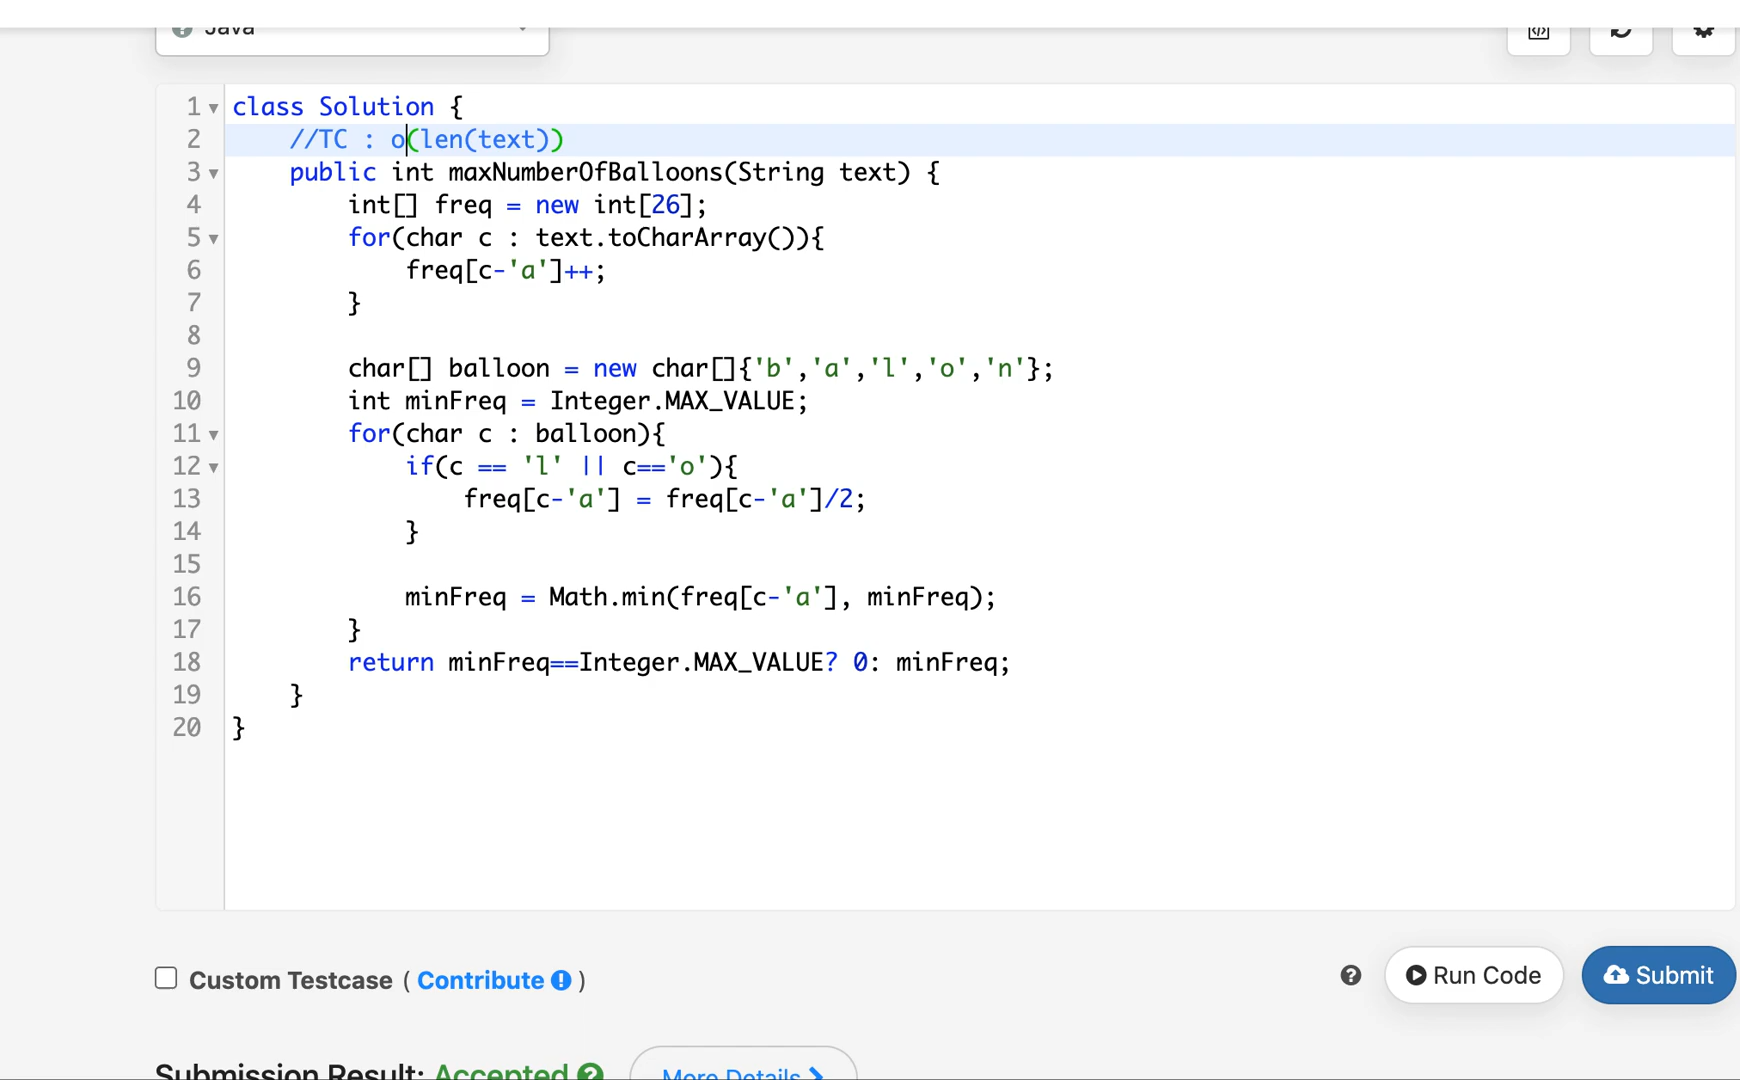 Java
1 class Solution {
2 //TC : o(len(text))
3 public int maxNumberOfBalloons(String text) {
4 int[] freq = new int[26];
5 for(char c : text.toCharArray()){
6 freq[c-'a']++;
7 }
8
9 char[] balloon = new char[]{'b','a','l','o','n'};
10 int minFreq = Integer.MAX_VALUE;
11 for(char c : balloon){
12 if(c == 'l' || c=='o'){
13 freq[c-'a'] = freq[c-'a']/2;
14 }
15
16 minFreq = Math.min(freq[c-'a'], minFreq);
17 }
18 return minFreq==Integer.MAX_VALUE? 0: minFreq;
19 }
20 }
Custom Testcase ( Contribute ! ) ? Run Code Submit
Submission Result: Accepted ? More Details